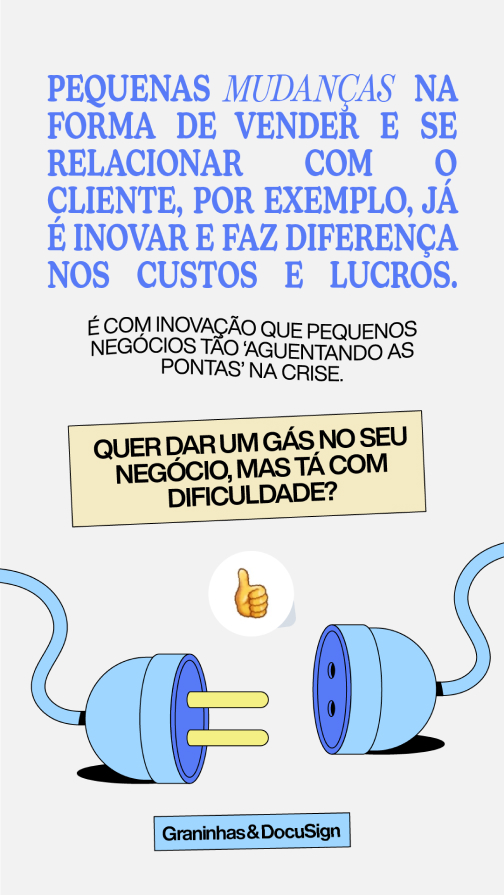 PEQUENAS MUDANÇAS NA
FORMA DE VENDER E SE
RELACIONAR COM O
CLIENTE, POR EXEMPLO, JÁ
É INOVAR E FAZ DIFERENÇA
NOS CUSTOS E LUCROS.
É COM INOVAÇÃO QUE PEQUENOS
NEGÓCIOS TÃO ‘AGUENTANDO AS
PONTAS’ NA CRISE.
QUER DAR UM GÁS NO SEU
NEGÓCIO, MAS TÁ COM
DIFICULDADE?
Graninhas&DocuSign